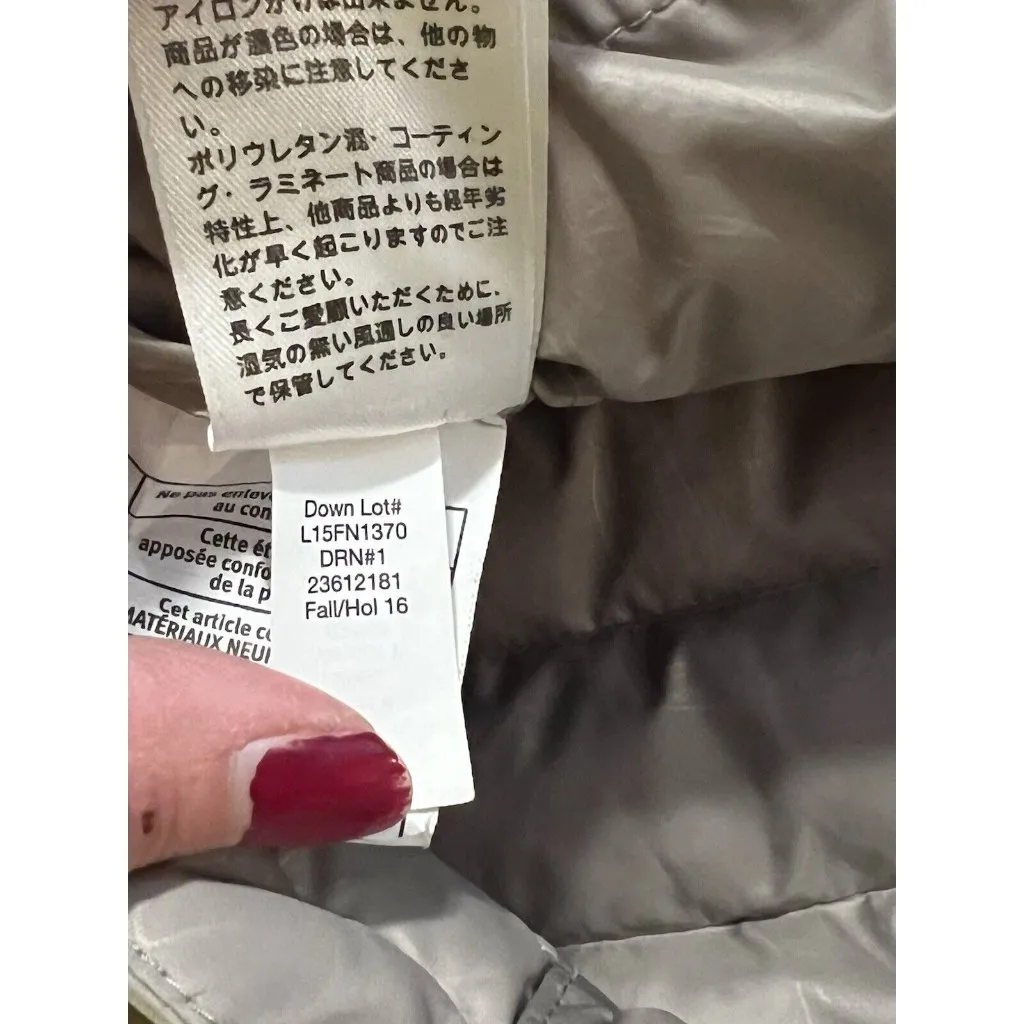 アイロンがけは出来ません。
商品が濃色の場合は、他の物
への移染に注意してくださ
い。
ポリウレタン混・コーティン
グ・ラミネート商品の場合は
特性上、他商品よりも経年劣
化が早く起こりますのでご注
意ください。
長くご愛顧いただくために、
湿気の無い風通しの良い場所
で保管してください。
Ne pas enlev
au con
Cette ét
apposée confo
de la p
Cet article c
MATÉRIAUX NEU
Down Lot#
L15FN1370
DRN#1
23612181
Fall/Hol 16